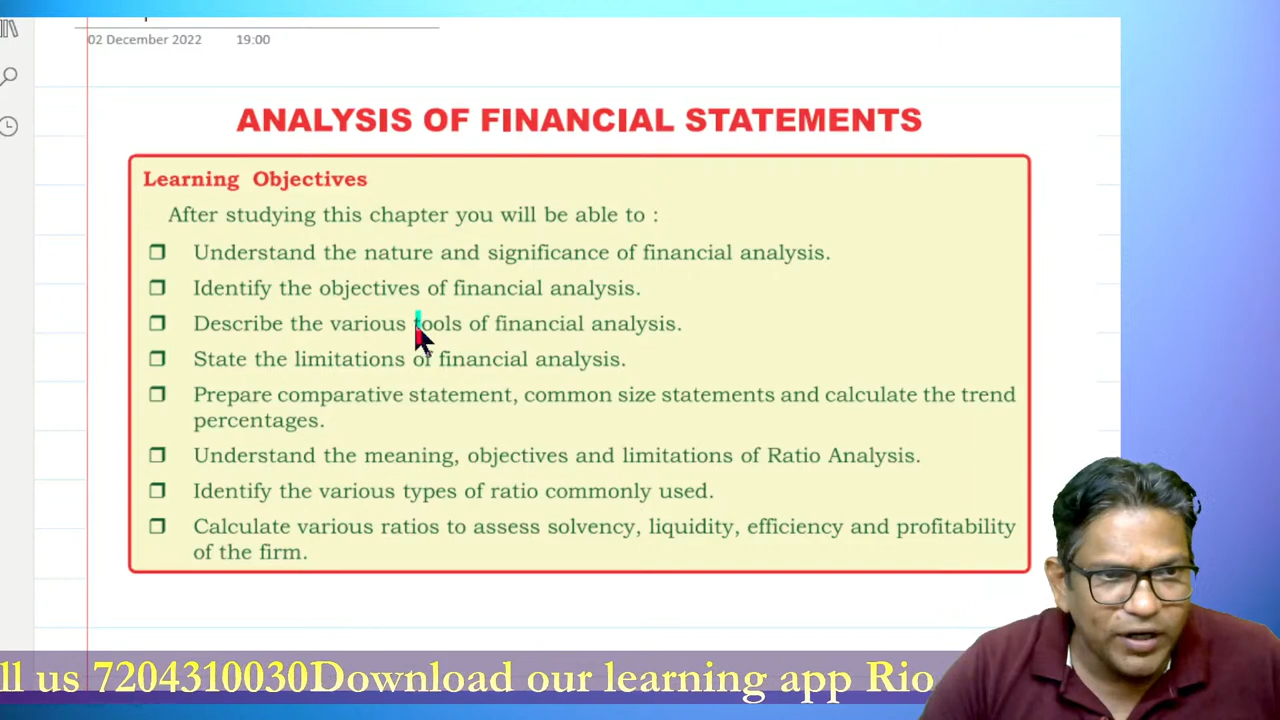 02 December 2022 19:00
ANALYSIS OF FINANCIAL STATEMENTS
Learning Objectives
After studying this chapter you will be able to :
❐ Understand the nature and significance of financial analysis.
❐ Identify the objectives of financial analysis.
❐ Describe the various tools of financial analysis.
❐ State the limitations of financial analysis.
❐ Prepare comparative statement, common size statements and calculate the trend
percentages.
❐ Understand the meaning, objectives and limitations of Ratio Analysis.
❐ Identify the various types of ratio commonly used.
❐ Calculate various ratios to assess solvency, liquidity, efficiency and profitability
of the firm.
ll us 7204310030Download our learning app Rio